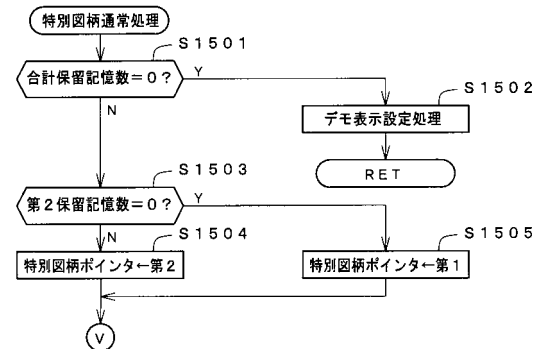 特別図柄通常処理
S1501
合計保留記憶数=0?
Y
S1502
デモ表示設定処理
N
RET
S1503
第2保留記憶数=0?
Y
N
S1504
S1505
特別図柄ポインタ←第2
特別図柄ポインタ←第1
V